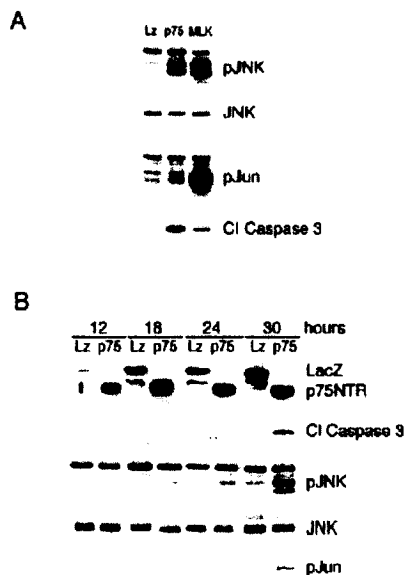 A
Lz p75 MLK
pJNK
JNK
pJun
Cl Caspase 3
B
12 18 24 30 hours
Lz p75 Lz p75 Lz p75 Lz p75
LacZ
p75NTR
Cl Caspase 3
pJNK
JNK
pJun